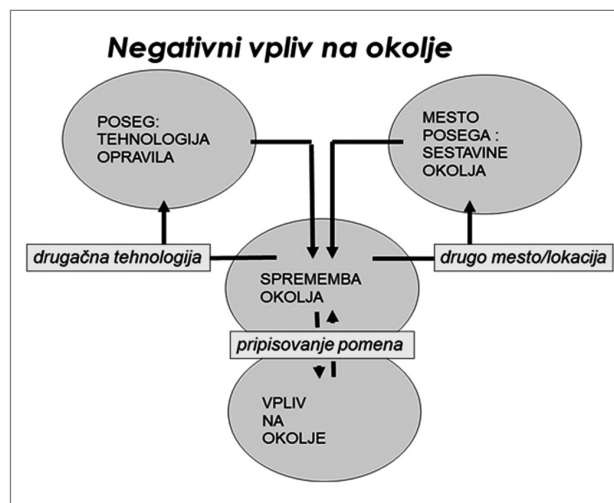 Negativni vpliv na okolje
POSEG:
TEHNOLOGIJA
OPRAVILA
MESTO
POSEGA :
SESTAVINE
OKOLJA
drugačna tehnologija
drugo mesto/lokacija
SPREMEMBA
OKOLJA
pripisovanje pomena
VPLIV
NA
OKOLJE